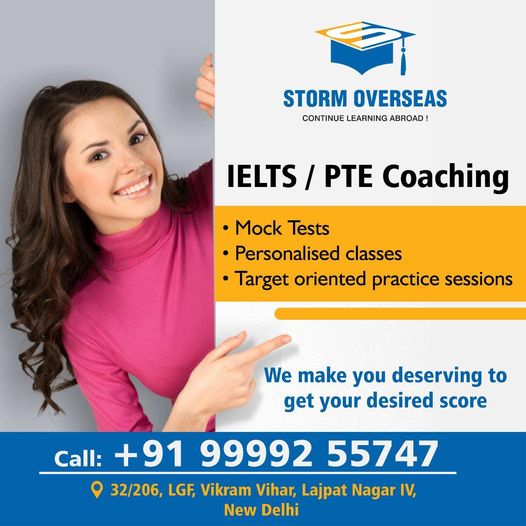 STORM OVERSEAS
CONTINUE LEARNING ABROAD !
IELTS / PTE Coaching
• Mock Tests
• Personalised classes
• Target oriented practice sessions
We make you deserving to
get your desired score
Call: +91 99992 55747
32/206, LGF, Vikram Vihar, Lajpat Nagar IV,
New Delhi